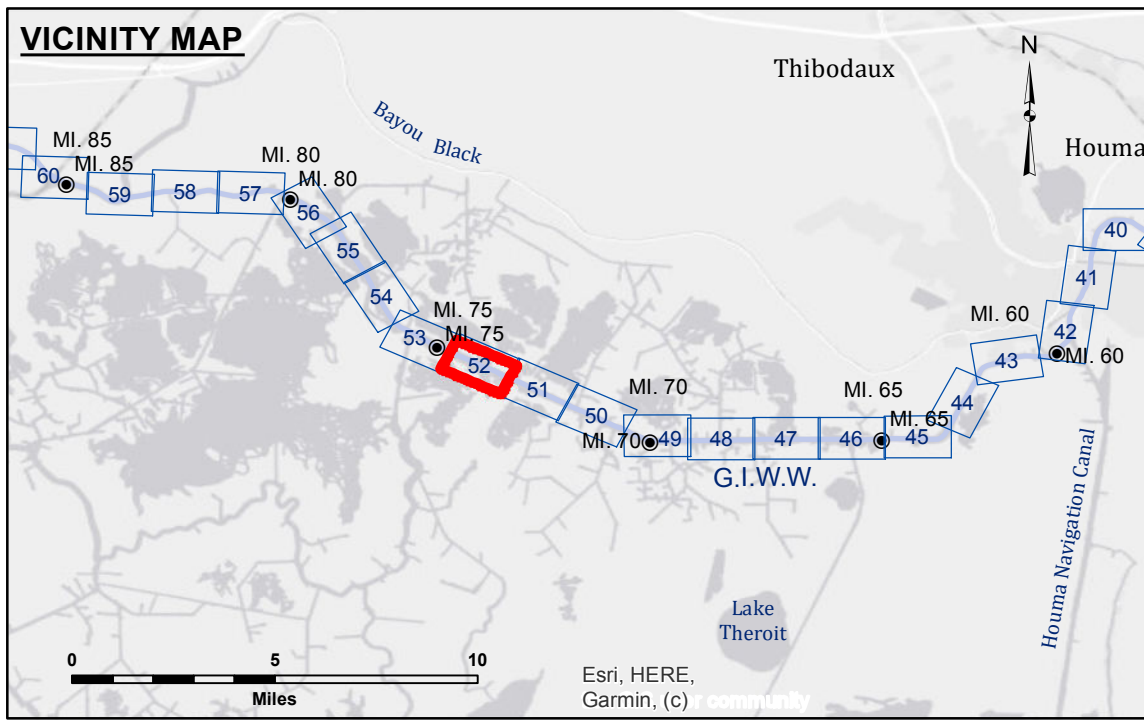 VICINITY MAP
N
Thibodaux
Bayou Black
Houma
MI. 85
MI. 85
60
59
58
57
MI. 80
MI. 80
56
55
54
53
MI. 75
MI. 75
52
51
50
MI. 70
MI. 70
49
48
47
46
MI. 65
MI. 65
45
44
43
MI. 60
MI. 60
42
41
40
G.I.W.W.
Houma Navigation Canal
Lake
Theroit
0 5 10
Miles
Esri, HERE,
Garmin, (c) community